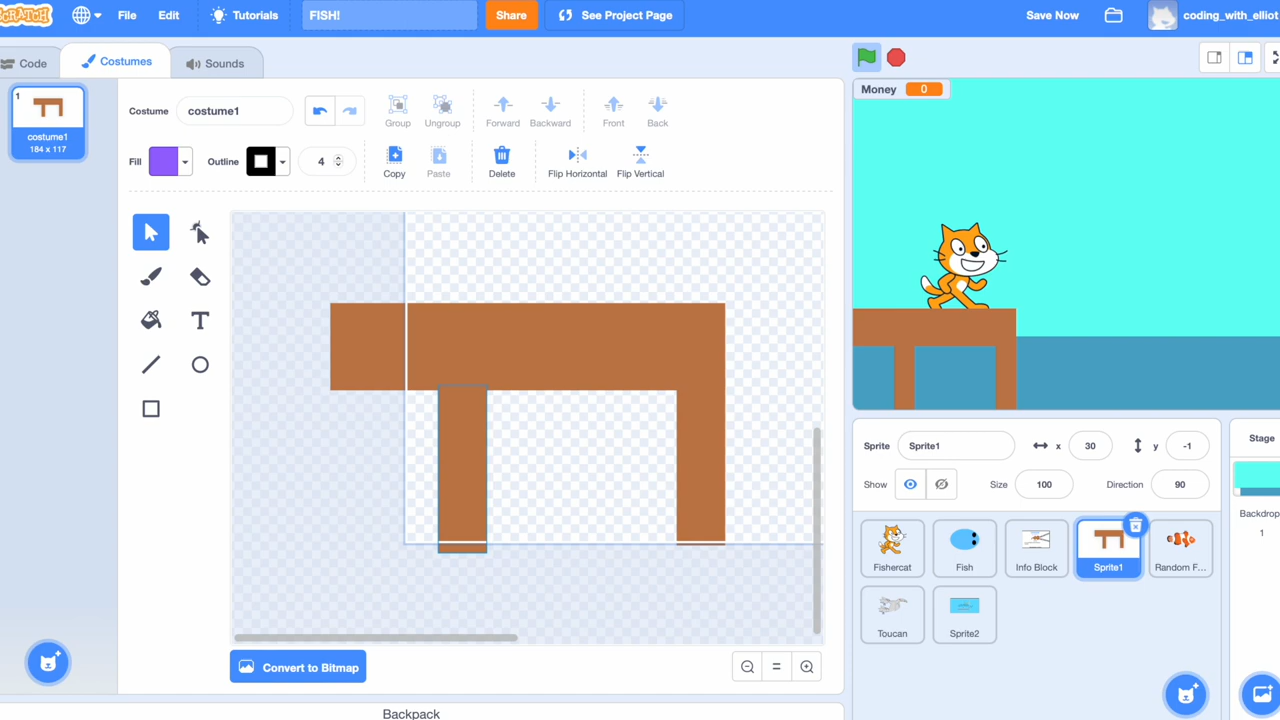 SCRATCH
File
Edit
Tutorials
FISH!
Share
See Project Page
Save Now
coding_with_elliot
Code
Costumes
Sounds
1
costume1
184 x 117
Costume
costume1
Group
Ungroup
Forward
Backward
Front
Back
Fill
Outline
4
Copy
Paste
Delete
Flip Horizontal
Flip Vertical
T
Convert to Bitmap
Backpack
Money 0
Sprite
Sprite1
x
30
y
-1
Show
Size
100
Direction
90
Fishercat
Fish
Info Block
Sprite1
Random F...
Toucan
Sprite2
Stage
Backdrop
1